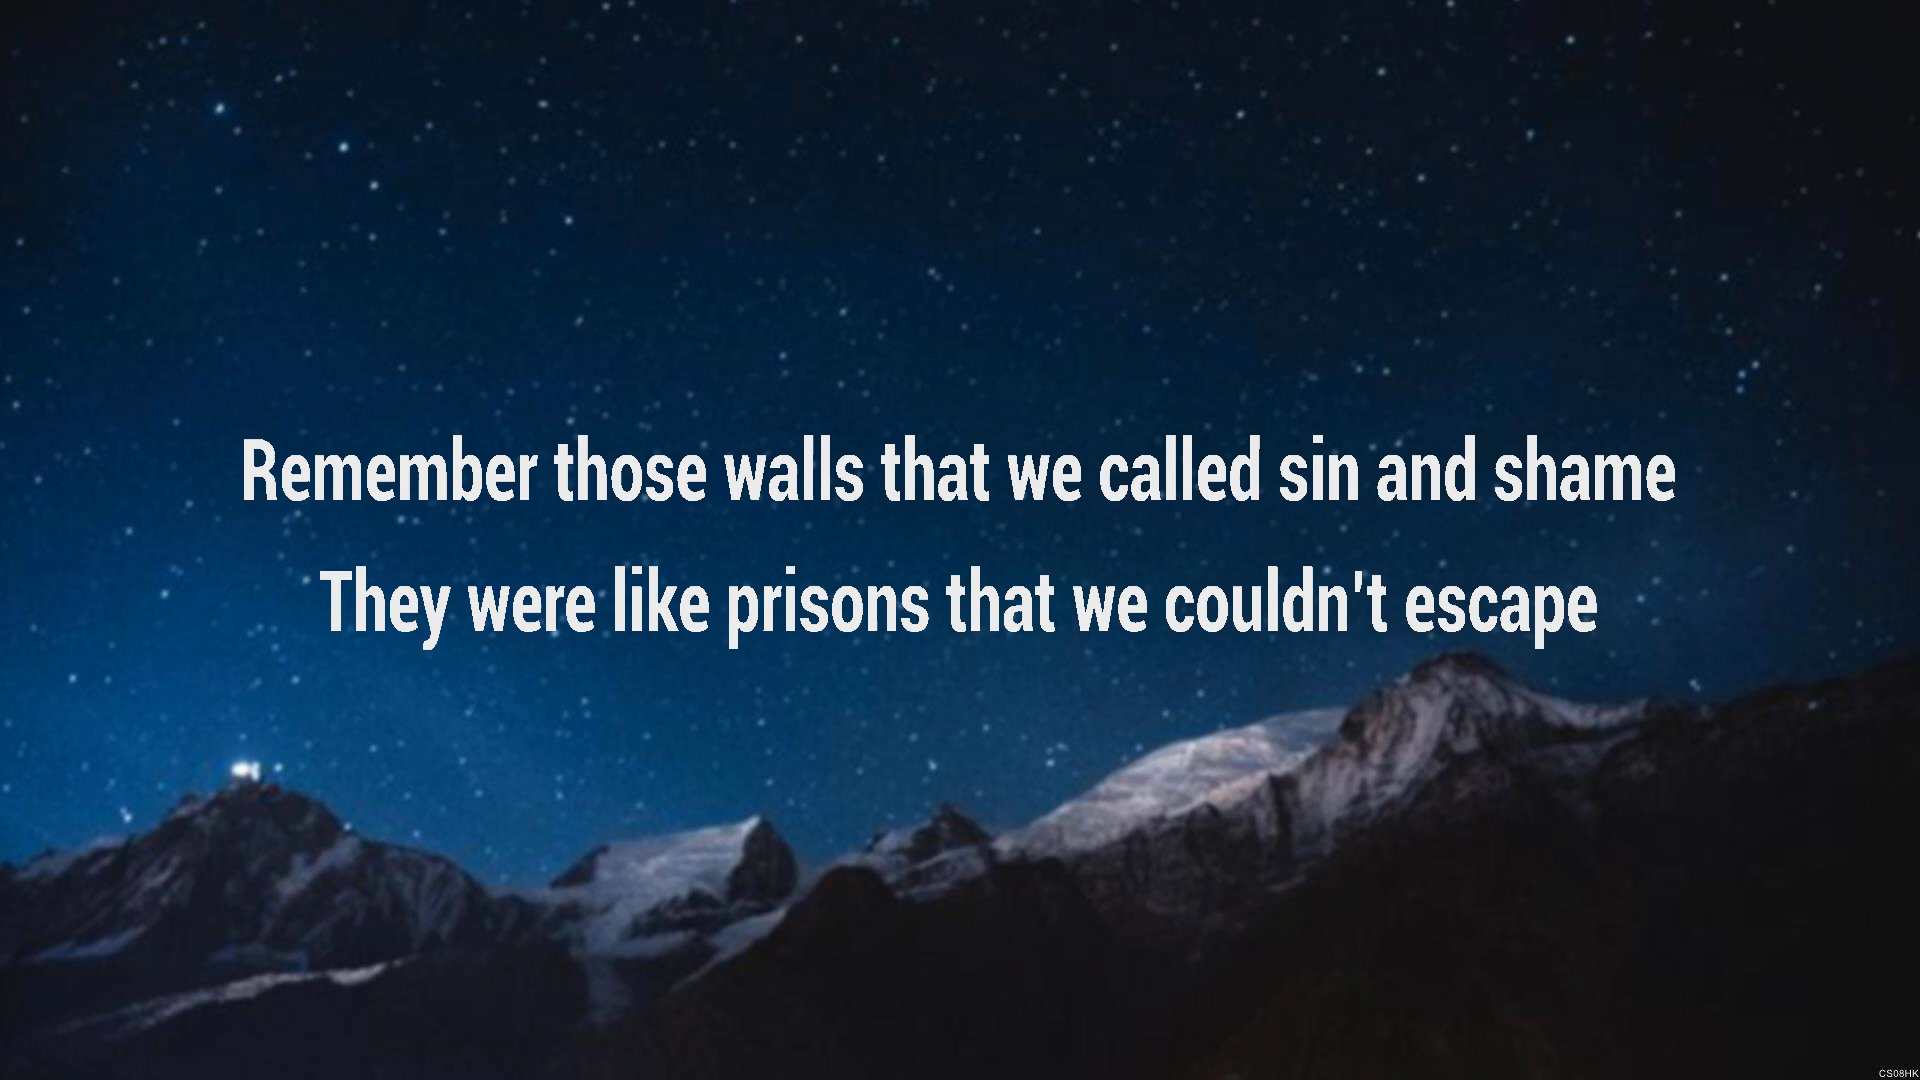 Remember those walls that we called sin and shame
They were like prisons that we couldn't escape
CS08HK